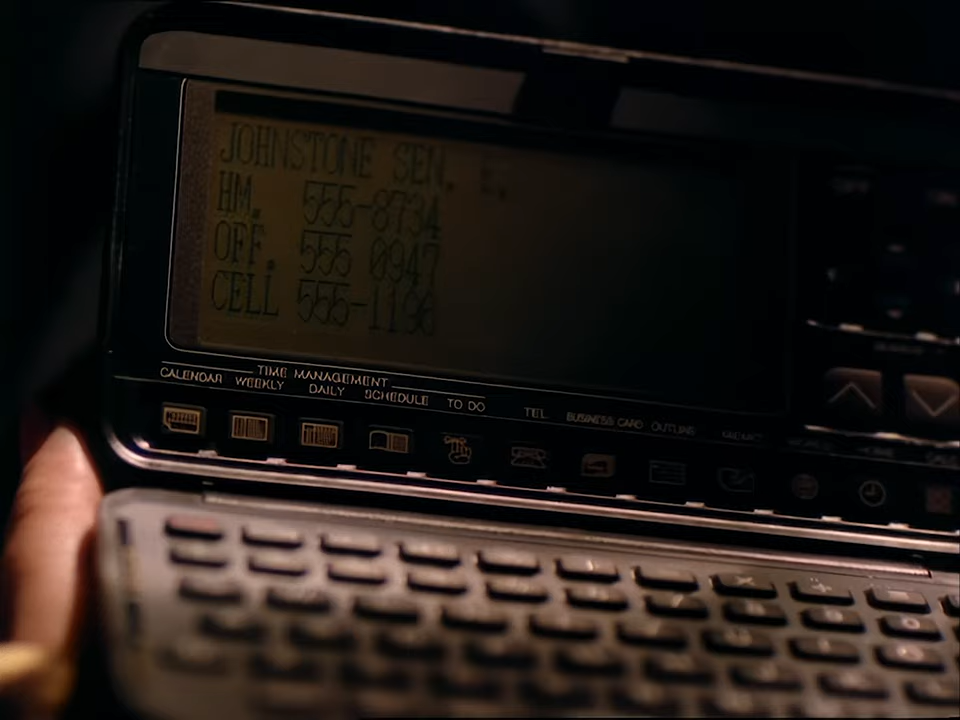 JOHNSTONE SEN. E.
HM. 555-8734
OFF. 555 0947
CELL 555-1196
TIME MANAGEMENT
CALENDAR WEEKLY DAILY SCHEDULE TO DO TEL BUSINESS CARD OUTLINE